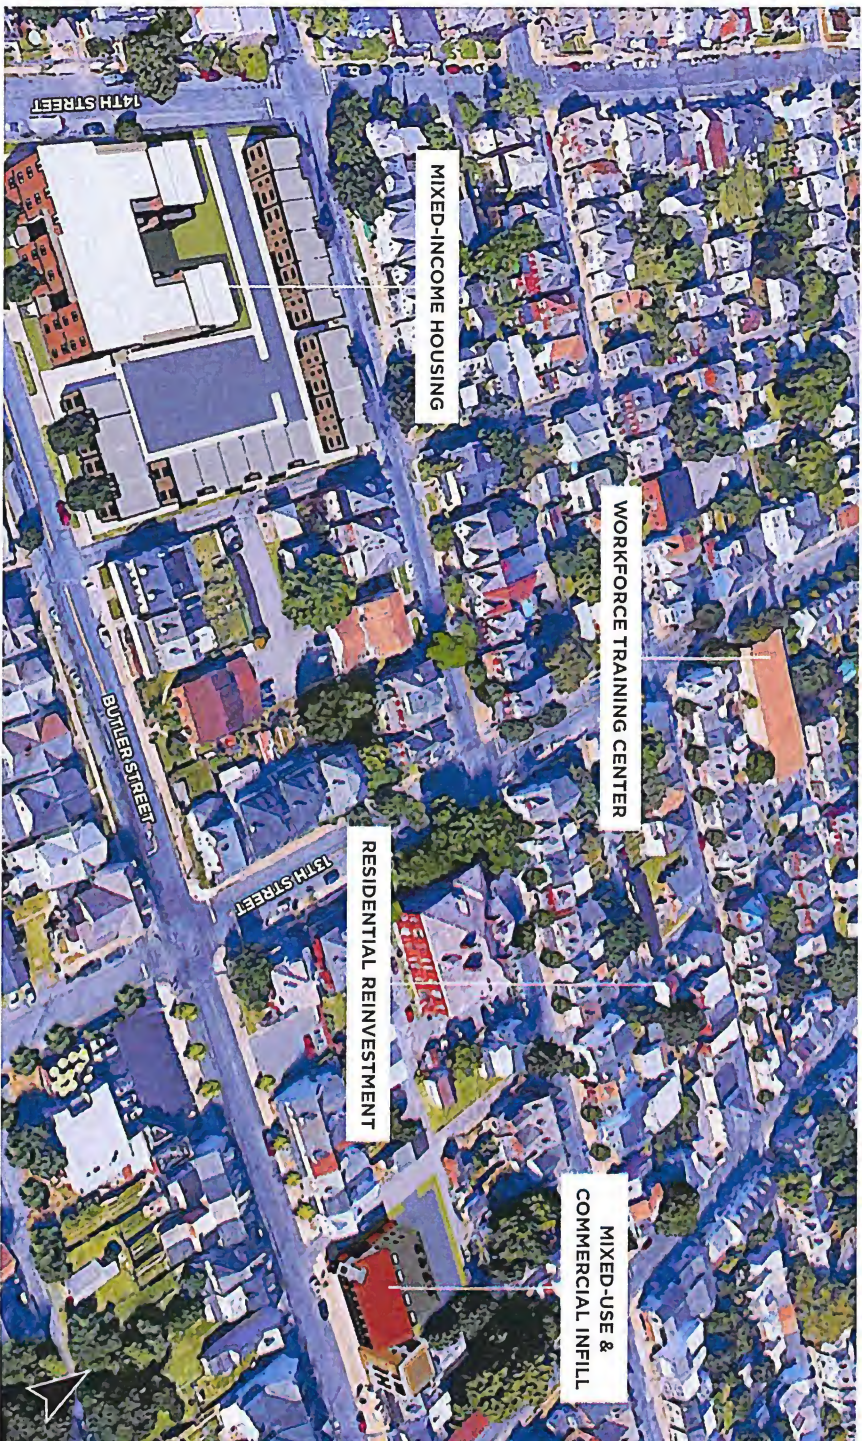 MIXED-INCOME HOUSING
WORKFORCE TRAINING CENTER
RESIDENTIAL REINVESTMENT
MIXED-USE &
COMMERCIAL INFILL
14TH STREET
BUTLER STREET
13TH STREET